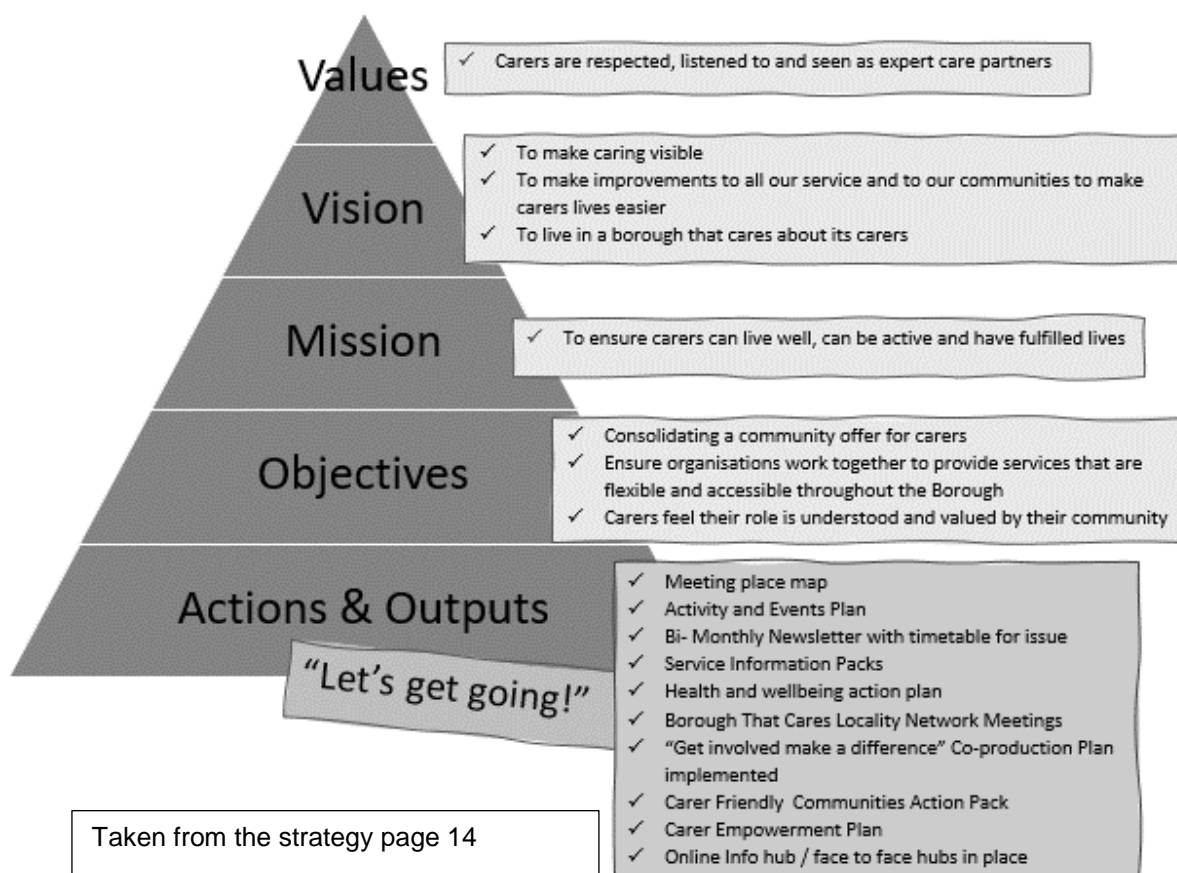 Values
✓ Carers are respected, listened to and seen as expert care partners
Vision
✓ To make caring visible
✓ To make improvements to all our service and to our communities to make
carers lives easier
✓ To live in a borough that cares about its carers
Mission
✓ To ensure carers can live well, can be active and have fulfilled lives
Objectives
✓ Consolidating a community offer for carers
✓ Ensure organisations work together to provide services that are
flexible and accessible throughout the Borough
✓ Carers feel their role is understood and valued by their community
Actions & Outputs
“Let’s get going!”
✓ Meeting place map
✓ Activity and Events Plan
✓ Bi- Monthly Newsletter with timetable for issue
✓ Service Information Packs
✓ Health and wellbeing action plan
✓ Borough That Cares Locality Network Meetings
✓ “Get involved make a difference” Co-production Plan
implemented
✓ Carer Friendly Communities Action Pack
✓ Carer Empowerment Plan
✓ Online Info hub / face to face hubs in place
Taken from the strategy page 14